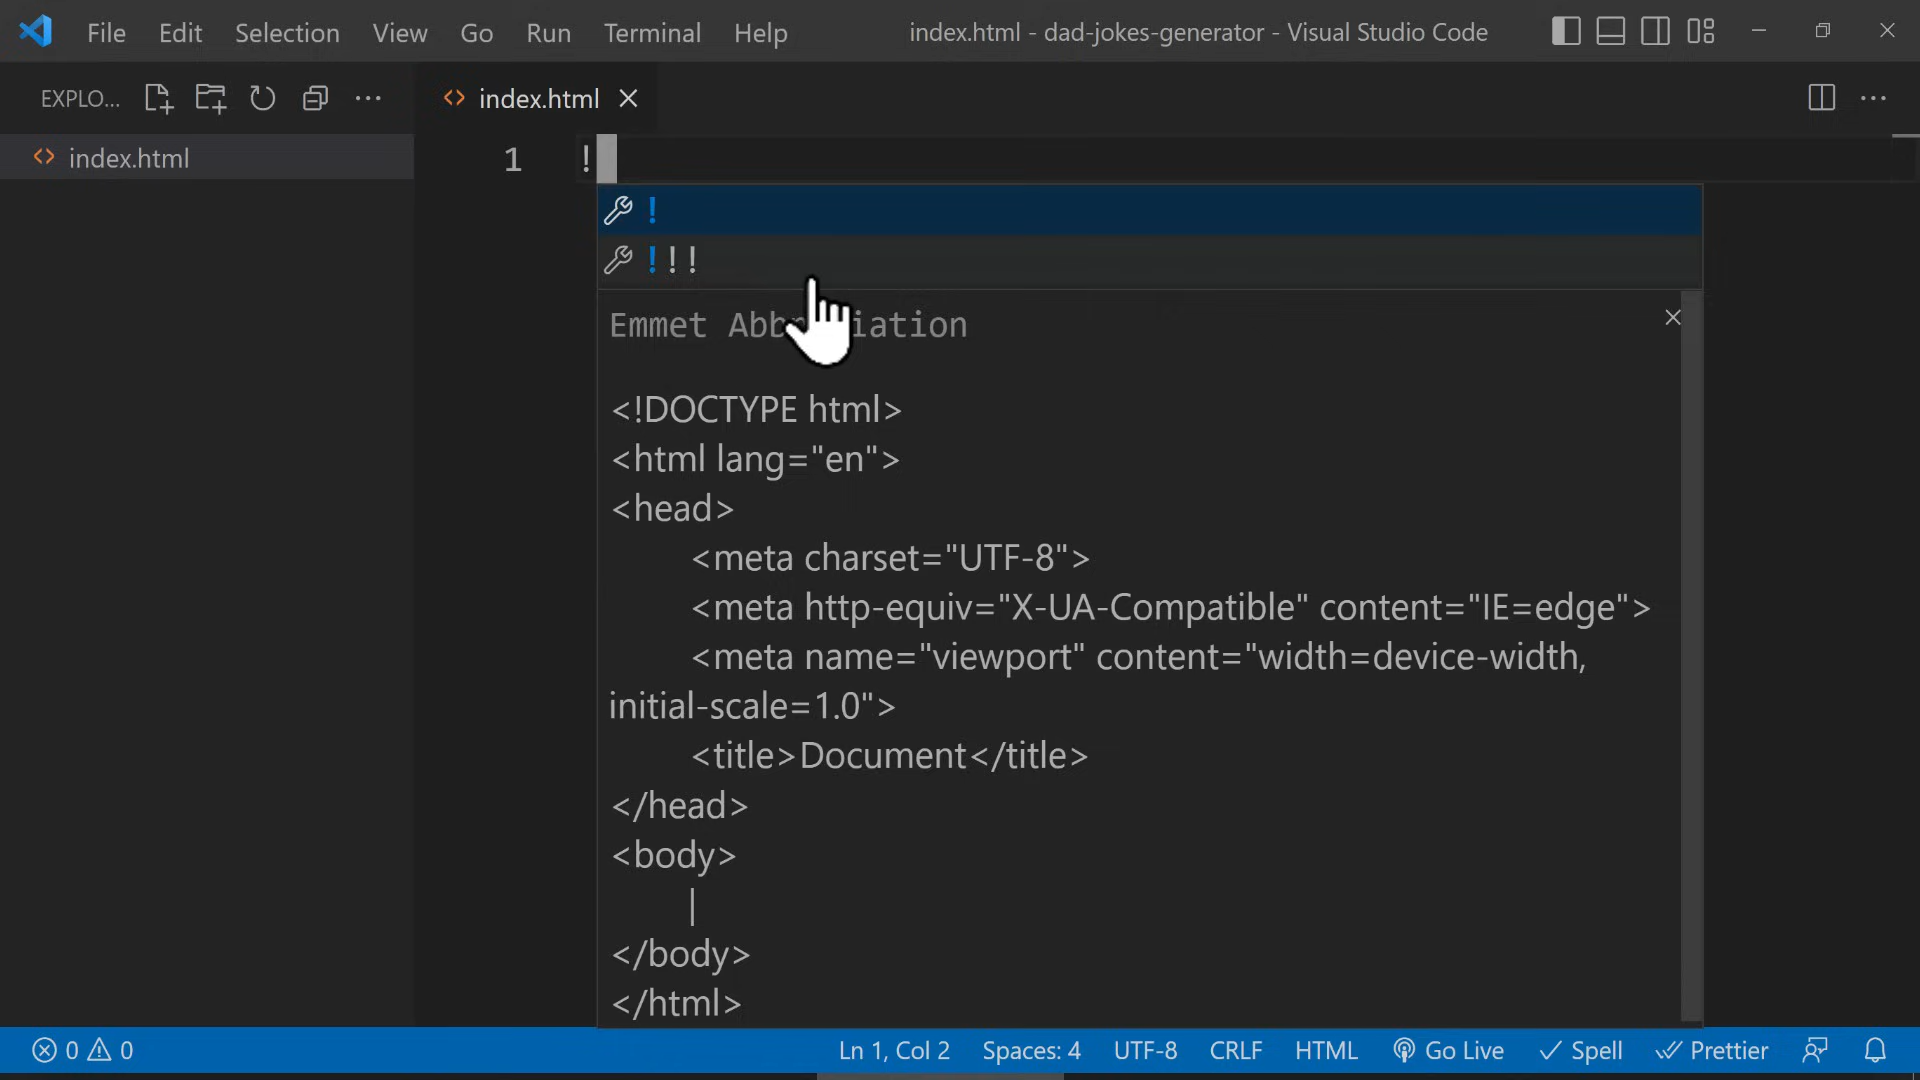 File Edit Selection View Go Run Terminal Help index.html - dad-jokes-generator - Visual Studio Code
EXPLO... index.html
index.html
1 !
!
!!!
Emmet Abb iation
<!DOCTYPE html>
<html lang="en">
<head>
<meta charset="UTF-8">
<meta http-equiv="X-UA-Compatible" content="IE=edge">
<meta name="viewport" content="width=device-width,
initial-scale=1.0">
<title>Document</title>
</head>
<body>
</body>
</html>
0 0 Ln 1, Col 2 Spaces: 4 UTF-8 CRLF HTML Go Live Spell Prettier